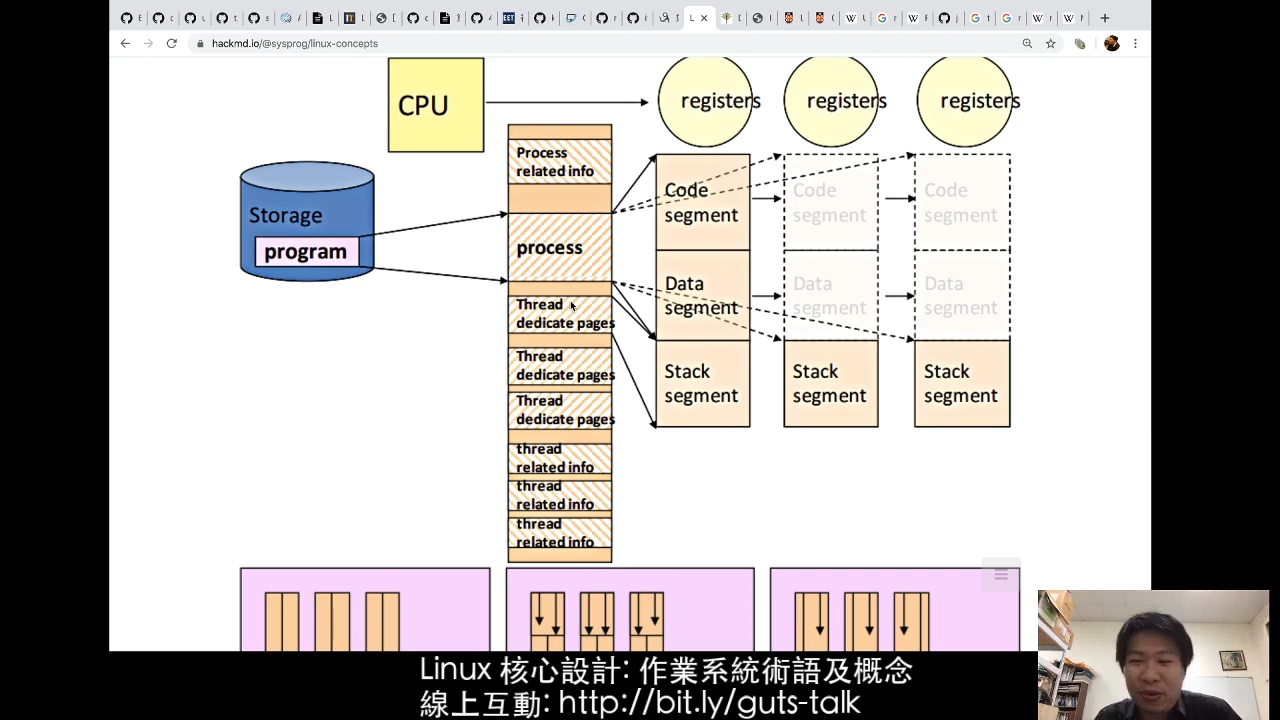 hackmd.io/@sysprog/linux-concepts
CPU
registers
registers
registers
Storage
program
Process
related info
process
Thread
dedicate pages
Thread
dedicate pages
Thread
dedicate pages
thread
related info
thread
related info
thread
related info
Code
segment
Code
segment
Code
segment
Data
segment
Data
segment
Data
segment
Stack
segment
Stack
segment
Stack
segment
Linux 核心設計: 作業系統術語及概念
線上互動: http://bit.ly/guts-talk